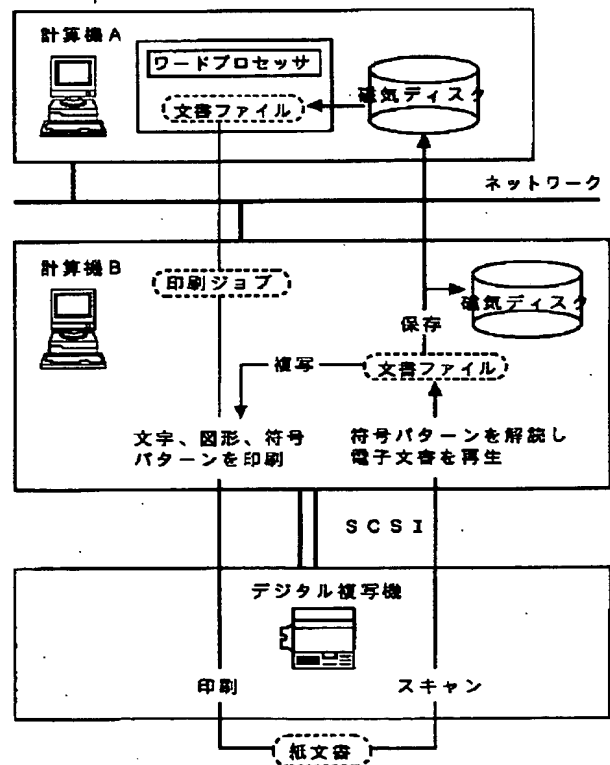 計算機A
ワードプロセッサ
文書ファイル
磁気ディスク
ネットワーク
計算機B
印刷ジョブ
磁気ディスク
保存
複写
文書ファイル
文字、図形、符号
パターンを印刷
符号パターンを解読し
電子文書を再生
SCSI
デジタル複写機
印刷
スキャン
紙文書